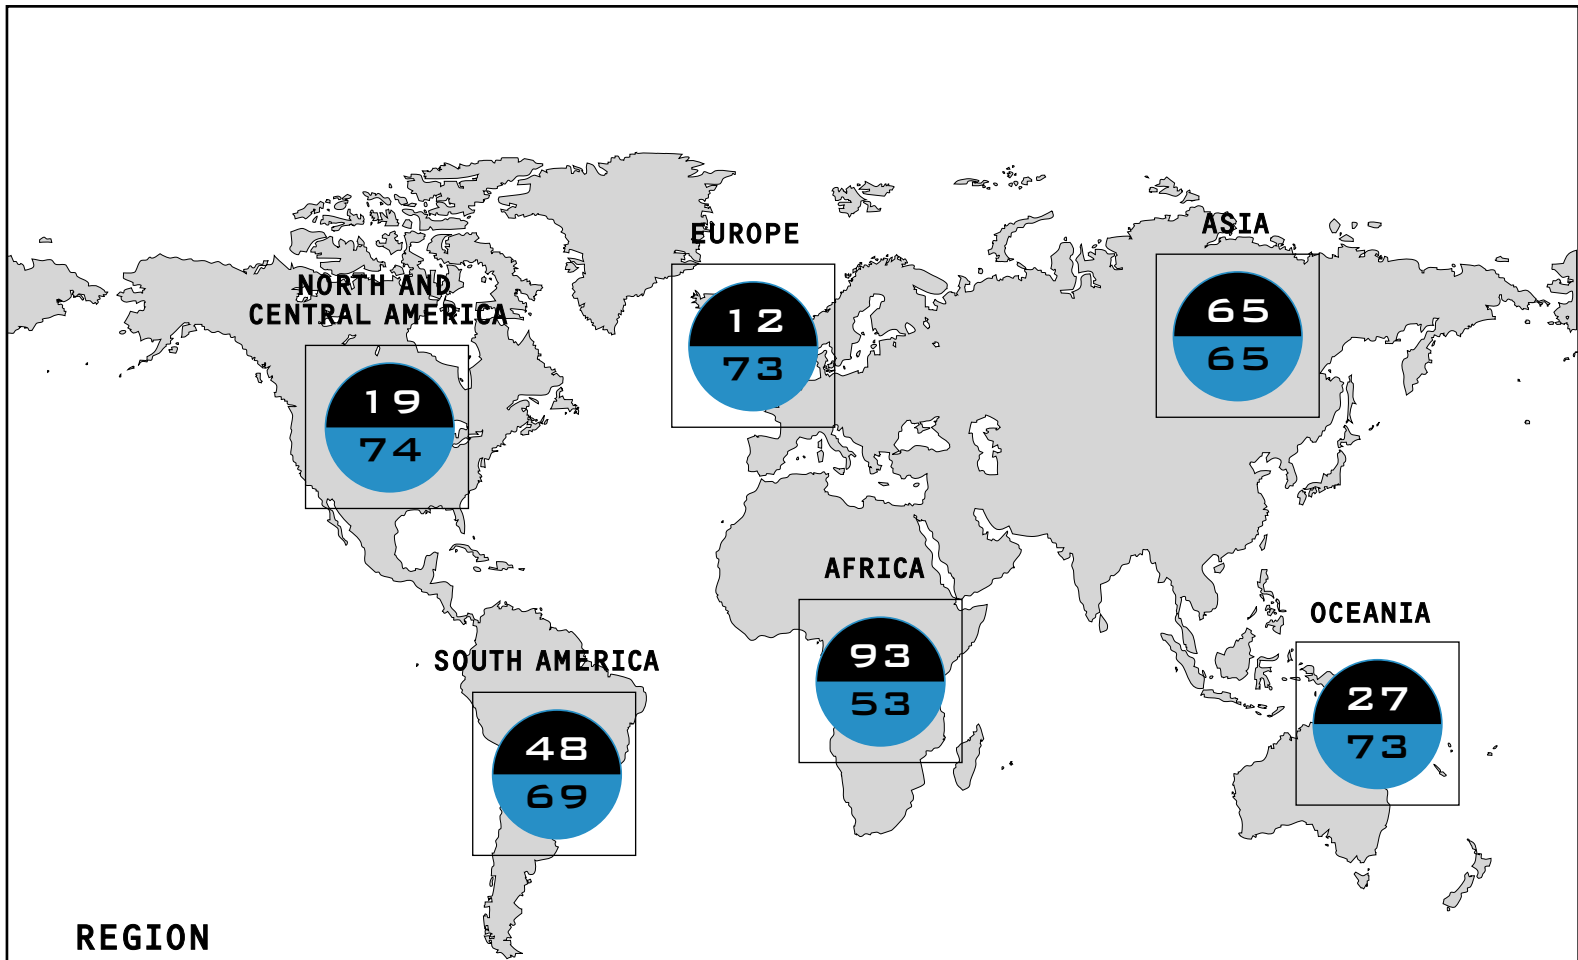 EUROPE
12
73
ASIA
65
65
NORTH AND
CENTRAL AMERICA
19
74
AFRICA
93
53
OCEANIA
27
73
SOUTH AMERICA
48
69
REGION